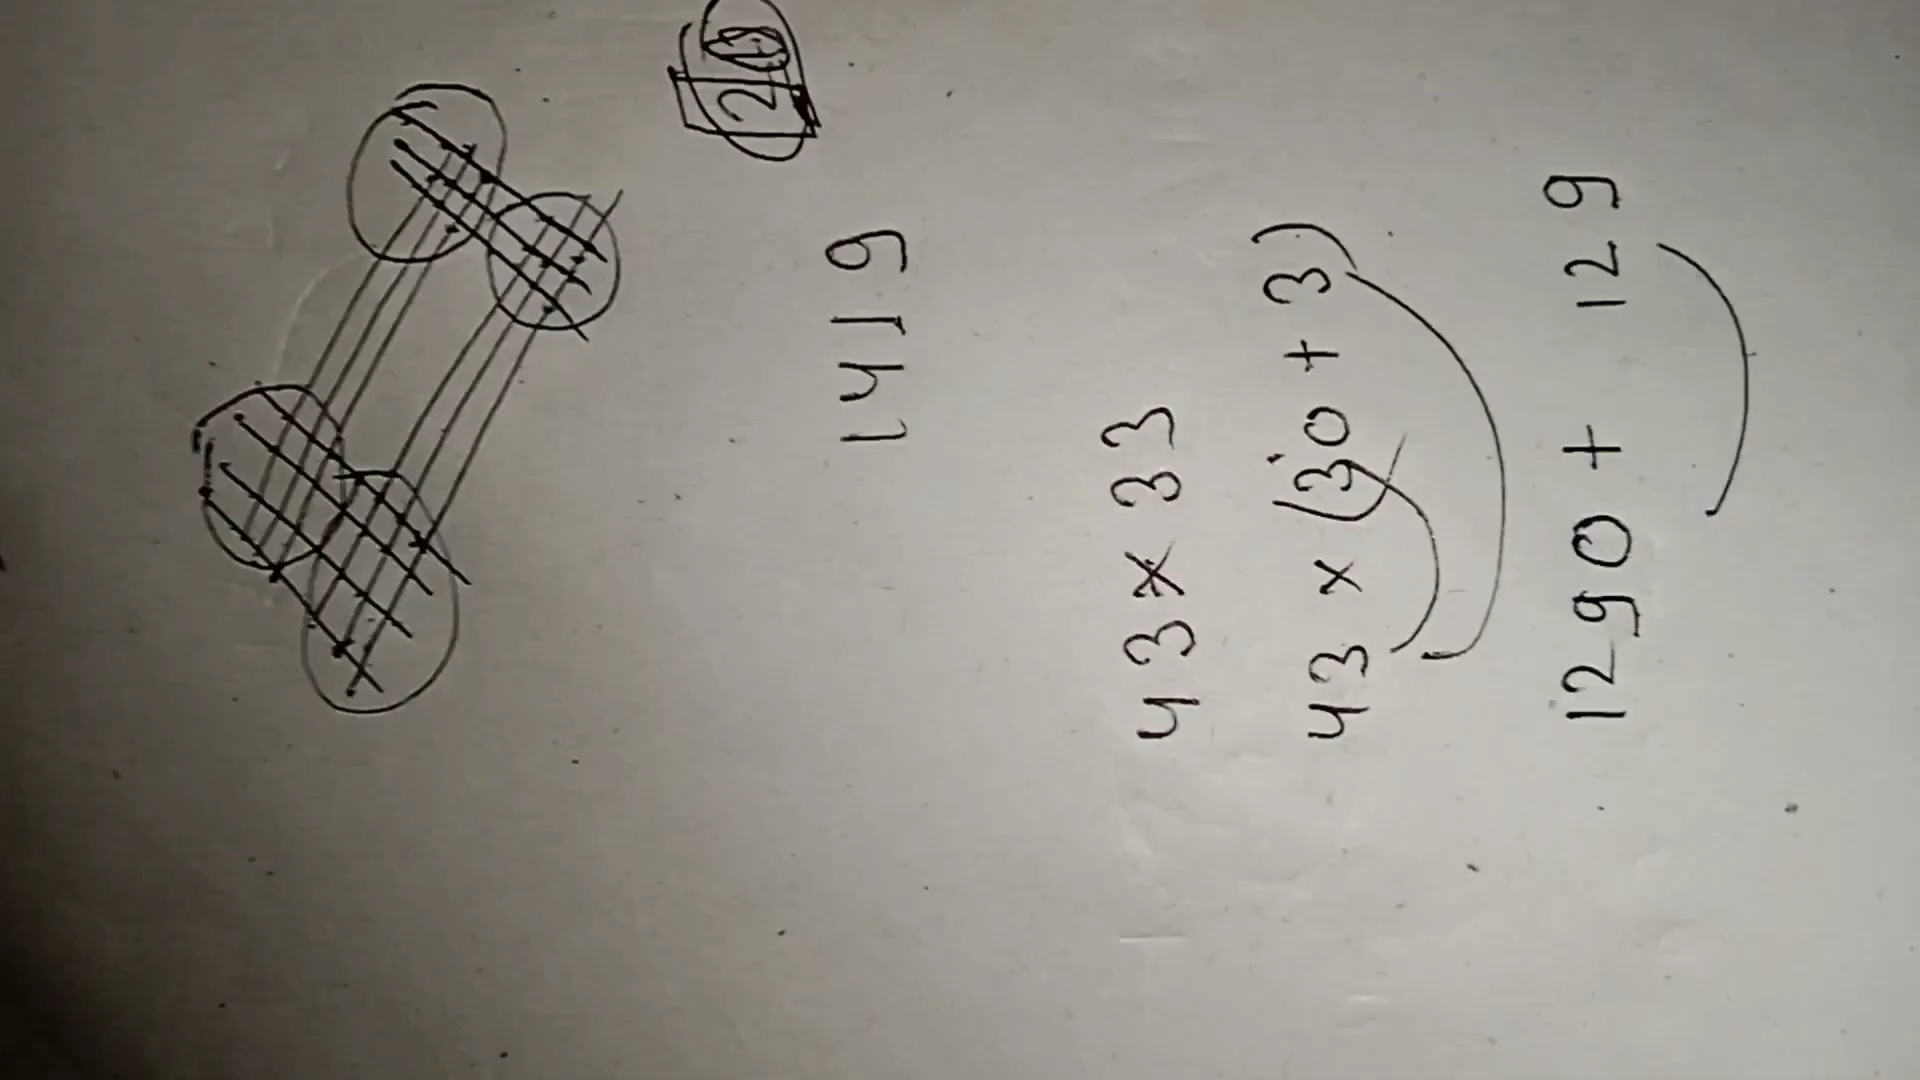 1419
43 × 33
43 × (30 + 3)
1290 + 129